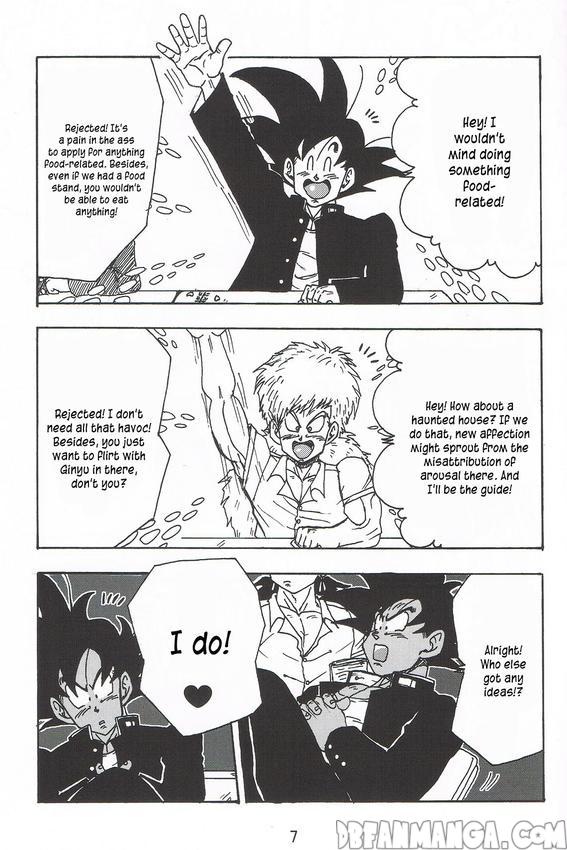 Hey! I
wouldn't
mind doing
something
food-
related!
Rejected! It's
a pain in the ass
to apply for anything
food-related. Besides,
even if we had a food
stand, you wouldn't
be able to eat
anything!
Hey! How about a
haunted house? If we
do that, new affection
might sprout from the
misattribution of
arousal there. And
I'll be the guide!
Rejected! I don't
need all that havoc!
Besides, you just
want to flirt with
Ginyu in there,
don't you?
Alright!
Who else
got any
ideas!?
I do!
7
DBFANMANGA.COM